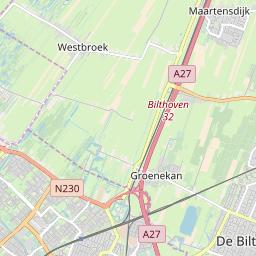 Maartensdijk
Westbroek
A27
Bilthoven
32
Groenekan
N230
A27
De Bilt